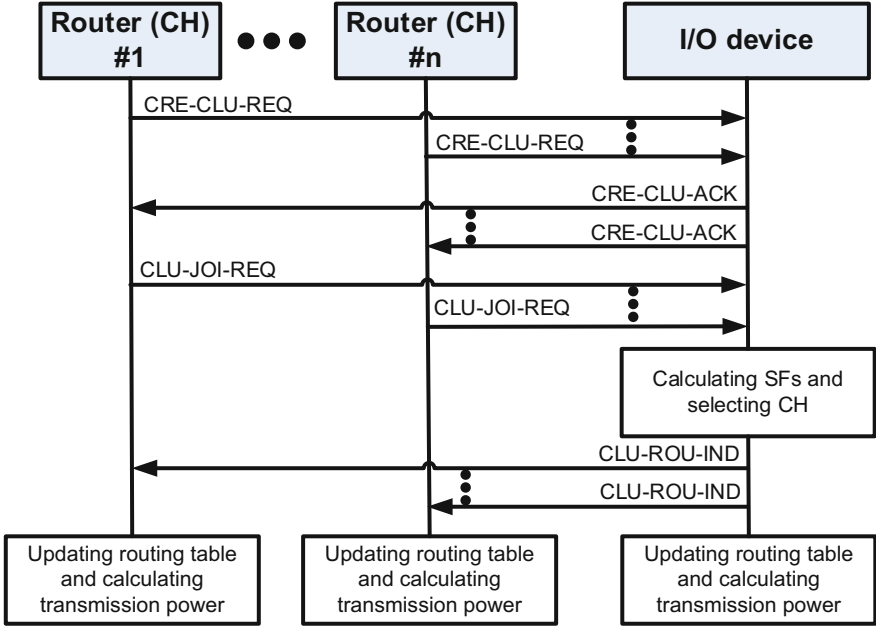 Router (CH)
#1
Router (CH)
#n
I/O device
CRE-CLU-REQ
CRE-CLU-REQ
CRE-CLU-ACK
CRE-CLU-ACK
CLU-JOI-REQ
CLU-JOI-REQ
Calculating SFs and
selecting CH
CLU-ROU-IND
CLU-ROU-IND
Updating routing table
and calculating
transmission power
Updating routing table
and calculating
transmission power
Updating routing table
and calculating
transmission power